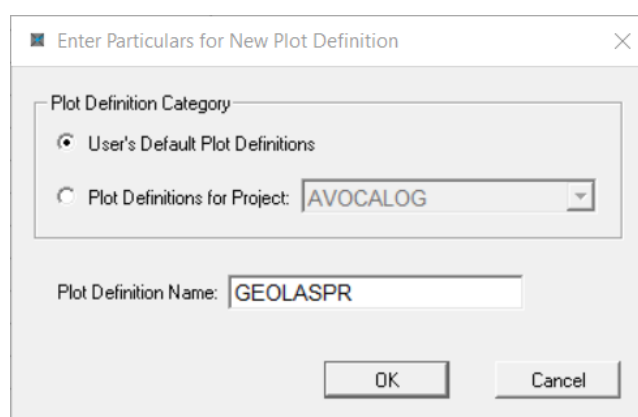 Enter Particulars for New Plot Definition
Plot Definition Category
User's Default Plot Definitions
Plot Definitions for Project: AVOCALOG
Plot Definition Name: GEOLASPR
OK Cancel